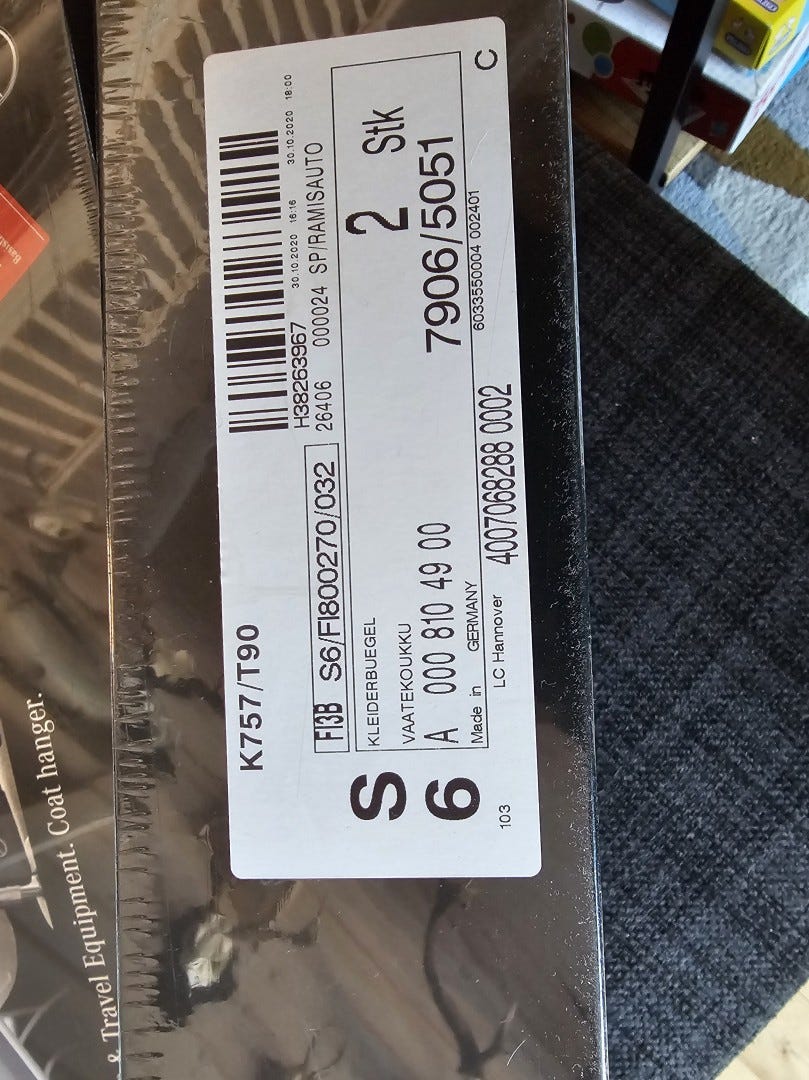 K757/T90
H38263967
30.10.2020 16:16 30.10.2020 18:00
FI3B S6/FI800270/032 26406 000024 SP/RAMISAUTO
S
6
KLEIDERBUEGEL
VAATEKOUKKU
2 Stk
A 000 810 49 00 7906/5051
Made in GERMANY
6033550004 002401
103
LC Hannover 4007068288 0002
C
& Travel Equipment. Coat hanger.